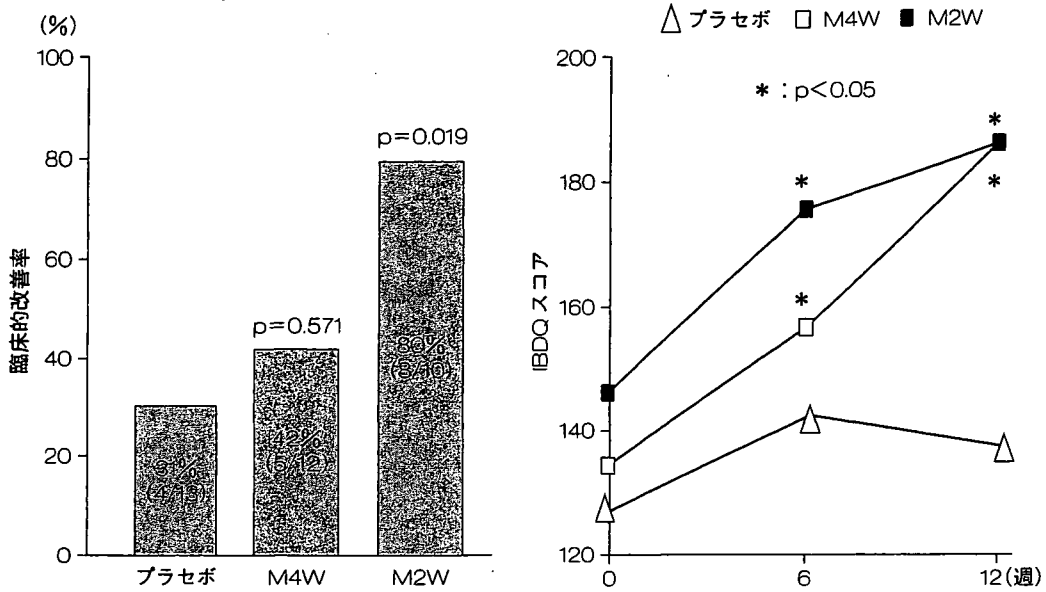 (%)
100
80
60
40
20
0
臨床的改善率
p=0.019
p=0.571
31%
(4/13)
42%
(5/12)
80%
(8/10)
プラセボ M4W M2W
△ プラセボ □ M4W ■ M2W
* : p<0.05
200
180
160
140
120
IBDQ スコア
*
*
*
*
0 6 12(週)